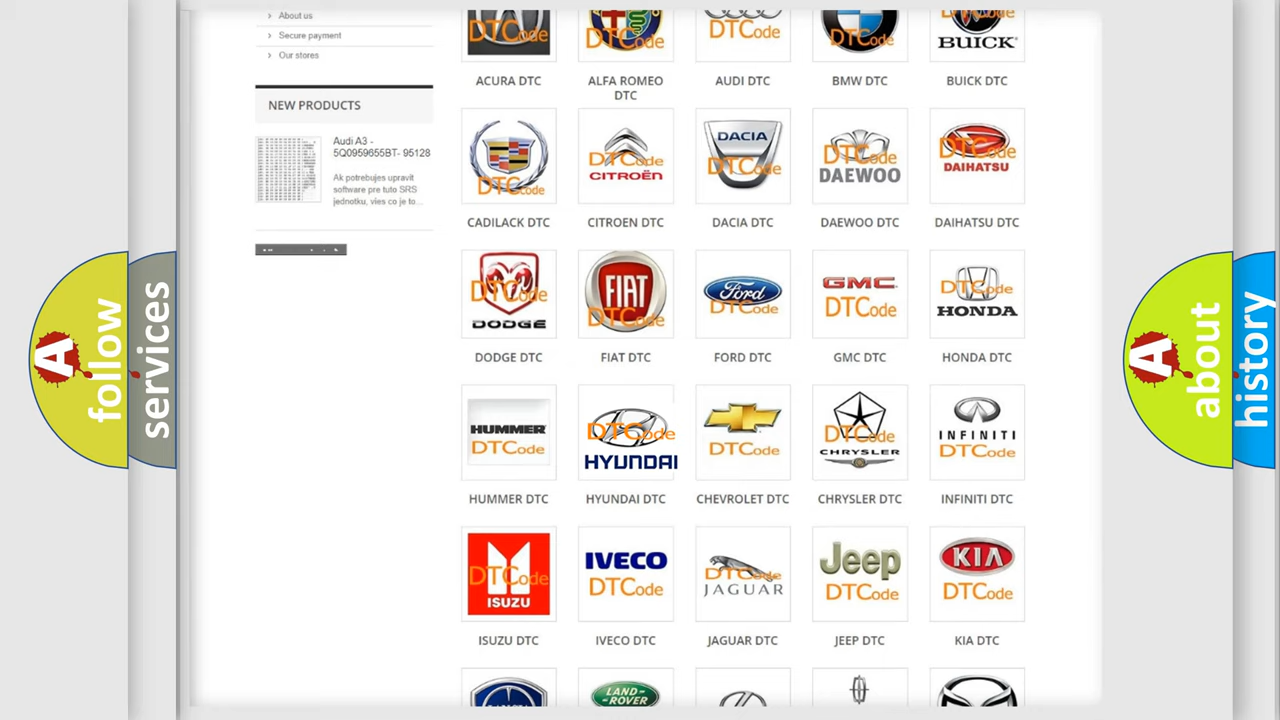 About us
Secure payment
Our stores
NEW PRODUCTS
Audi A3 -
5Q0959655BT- 95128
Ak potrebujes upravit
software pre tuto SRS
jednotku, vies co je to...
DTCode
DTCode
DTCode
DTCode
BUICK
ACURA DTC
ALFA ROMEO
DTC
AUDI DTC
BMW DTC
BUICK DTC
DTCode
DTCode
CITROËN
DACIA
DTCode
DTCode
DAEWOO
DTCode
DAIHATSU
CADILACK DTC
CITROEN DTC
DACIA DTC
DAEWOO DTC
DAIHATSU DTC
DTCode
DODGE
FIAT
DTCode
Ford
DTCode
GMC
DTCode
DTCode
HONDA
DODGE DTC
FIAT DTC
FORD DTC
GMC DTC
HONDA DTC
HUMMER
DTCode
DTCode
HYUNDAI
DTCode
DTCode
CHRYSLER
INFINITI
DTCode
HUMMER DTC
HYUNDAI DTC
CHEVROLET DTC
CHRYSLER DTC
INFINITI DTC
DTCode
ISUZU
IVECO
DTCode
DTCode
JAGUAR
Jeep
DTCode
KIA
DTCode
ISUZU DTC
IVECO DTC
JAGUAR DTC
JEEP DTC
KIA DTC
LAND-
ROVER
A
follow
services
A
about
history